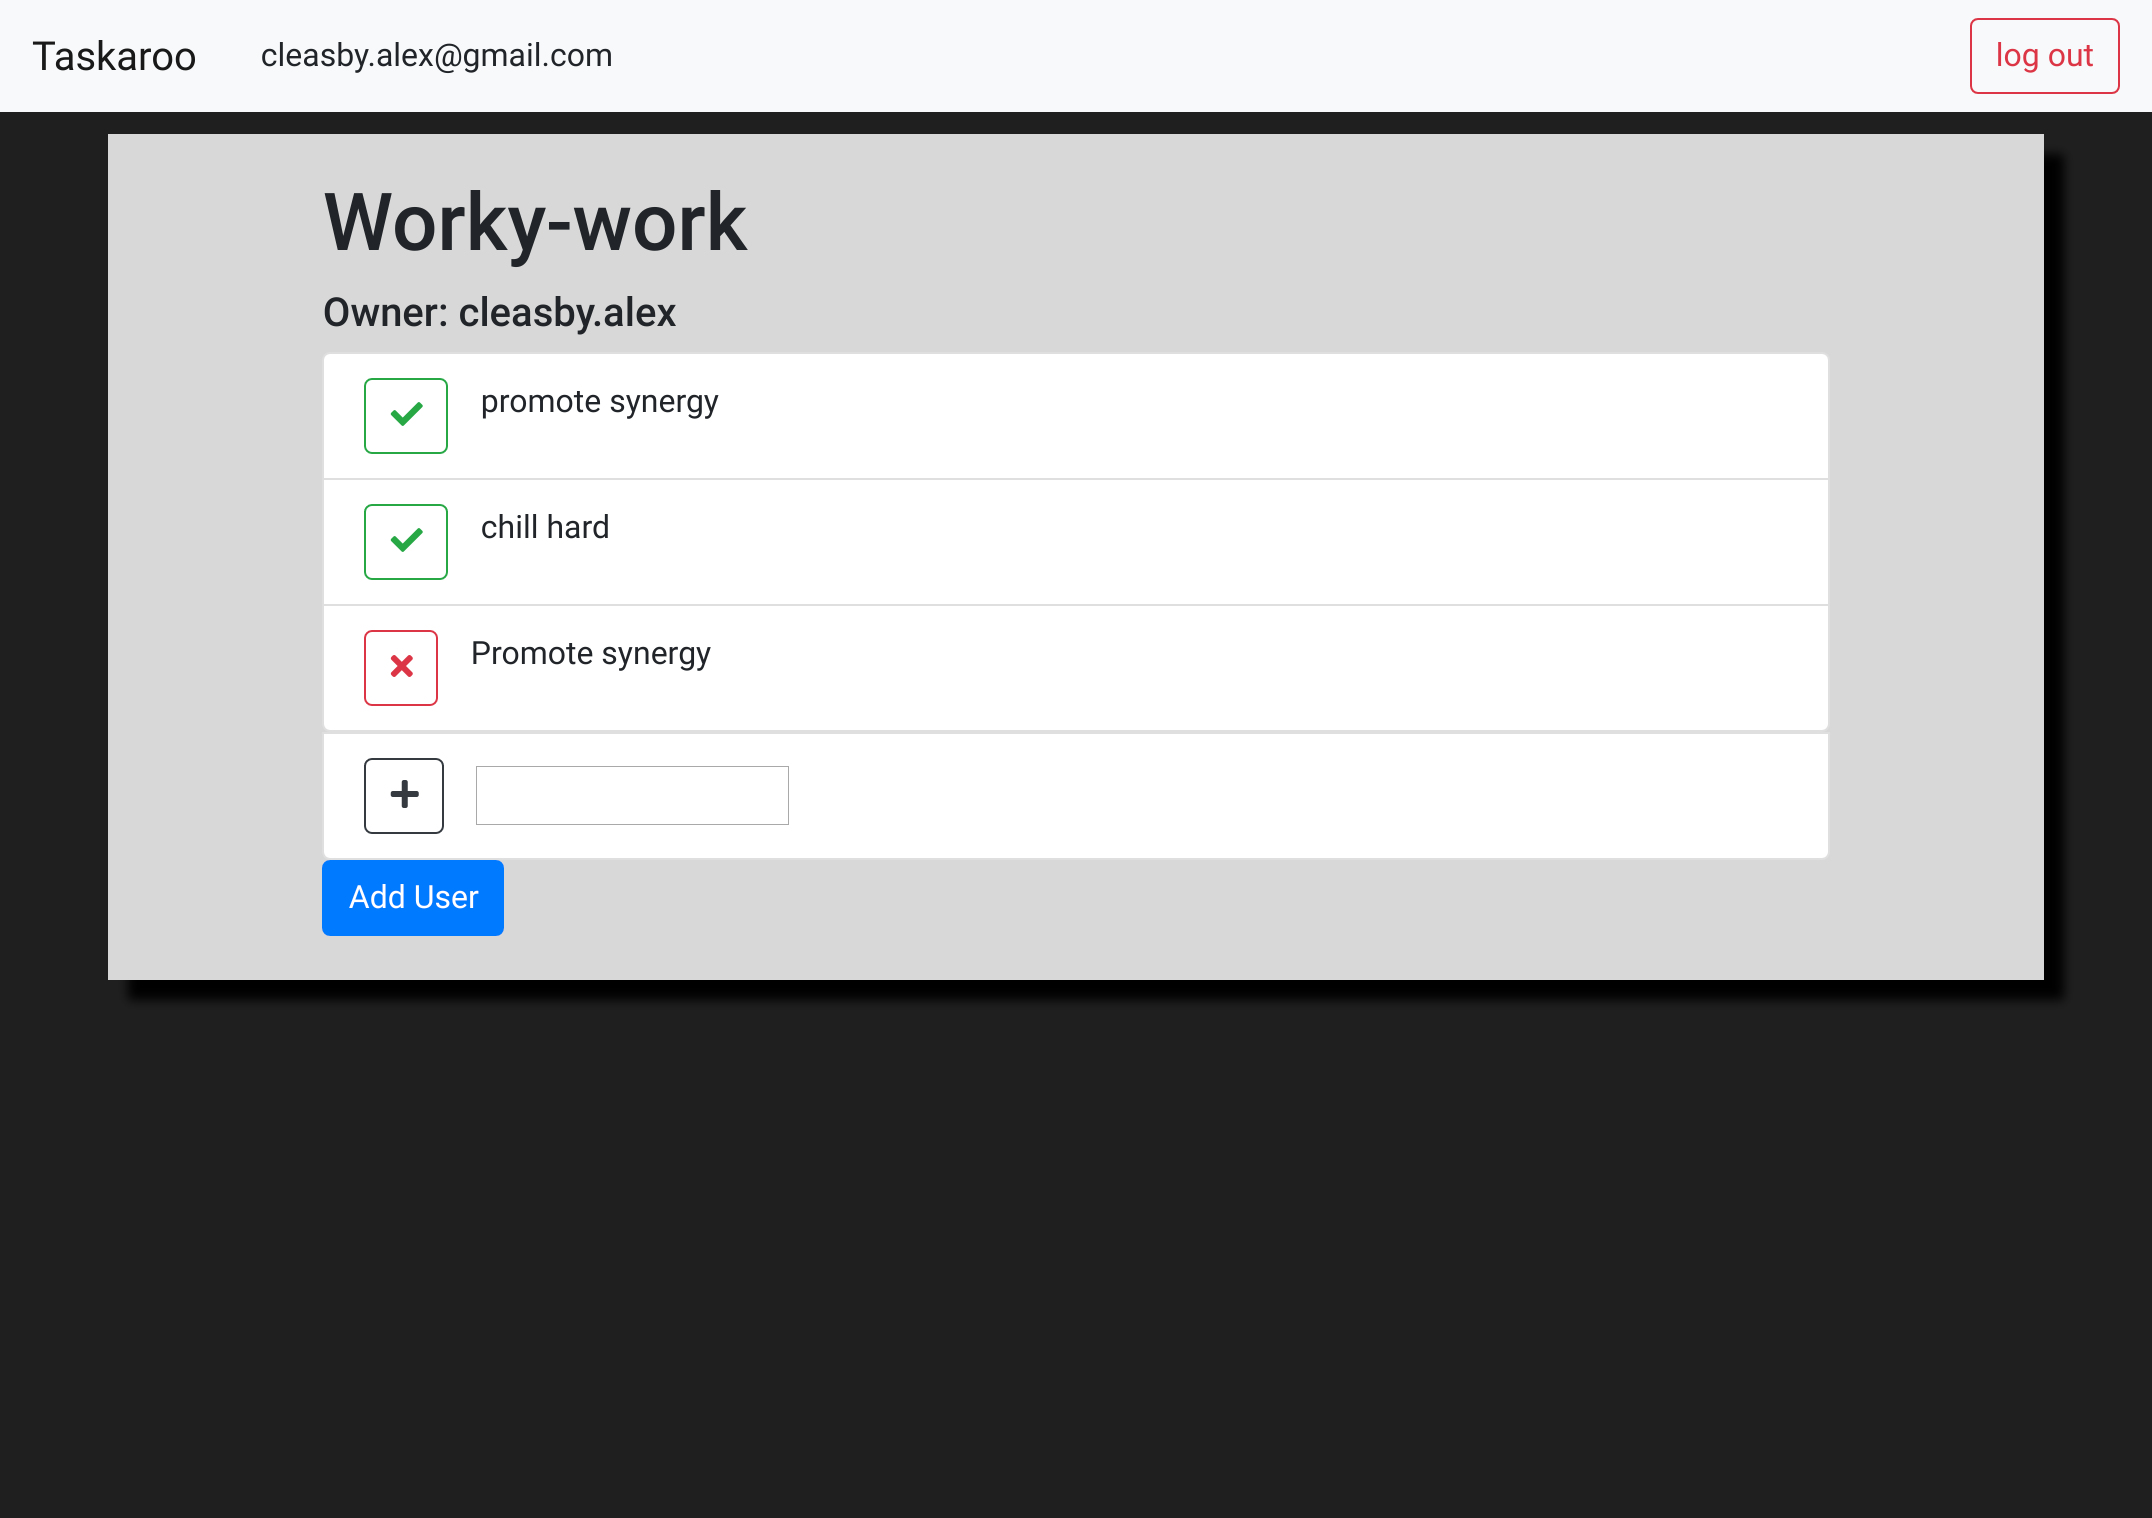 Taskaroo cleasby.alex@gmail.com log out
Worky-work
Owner: cleasby.alex
promote synergy
chill hard
Promote synergy
Add User